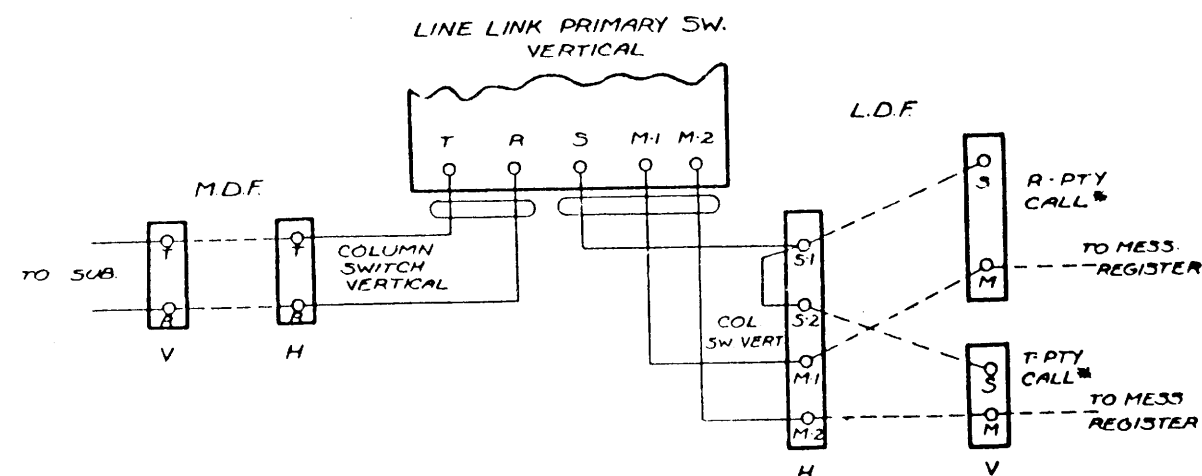 LINE LINK PRIMARY SW.
VERTICAL
L.D.F.
T R S M-1 M-2
M.D.F.
S
R-PTY
CALL#
T T
COLUMN
SWITCH
VERTICAL
S-1
TO SUB.
TO MESS.
REGISTER
M
R R
S-2
COL
SW VERT
V H
M-1
T-PTY
CALL#
S
TO MESS
REGISTER
M-2
M
H V